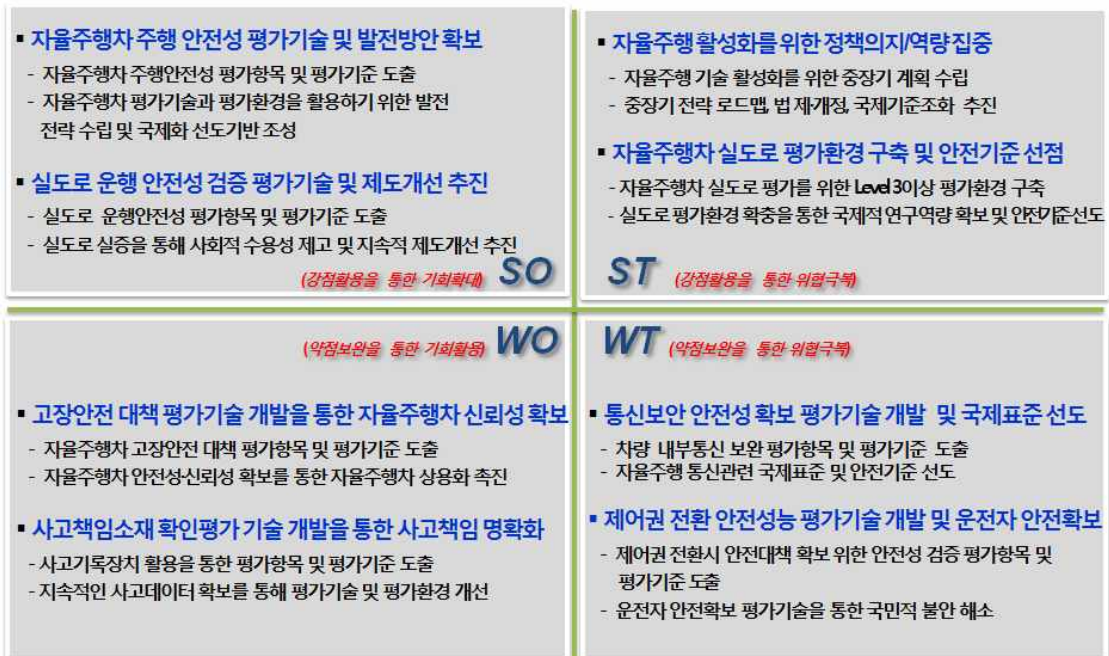 ▪ 자율주행차 주행 안전성 평가기술 및 발전방안 확보
- 자율주행차 주행안전성 평가항목 및 평가기준 도출
- 자율주행차 평가기술과 평가환경을 활용하기 위한 발전
전략 수립 및 국제화 선도기반 조성
▪ 실도로 운행 안전성 검증 평가기술 및 제도개선 추진
- 실도로 운행안전성 평가항목 및 평가기준 도출
- 실도로 실증을 통해 사회적 수용성 제고 및 지속적 제도개선 추진
(강점활용을 통한 기회확대) SO
▪ 자율주행 활성화를 위한 정책의지/역량 집중
- 자율주행 기술 활성화를 위한 중장기 계획 수립
- 중장기 전략 로드맵, 법 제·개정, 국제기준조화 추진
▪ 자율주행차 실도로 평가환경 구축 및 안전기준 선점
- 자율주행차 실도로 평가를 위한 Level 3이상 평가환경 구축
- 실도로 평가환경 확충을 통한 국제적 연구역량 확보 및 안전기준선도
ST (강점활용을 통한 위협극복)
(약점보완을 통한 기회활용) WO
▪ 고장안전 대책 평가기술 개발을 통한 자율주행차 신뢰성 확보
- 자율주행차 고장안전 대책 평가항목 및 평가기준 도출
- 자율주행차 안전성신뢰성 확보를 통한 자율주행차 상용화 촉진
▪ 사고책임소재 확인평가 기술 개발을 통한 사고책임 명확화
- 사고기록장치 활용을 통한 평가항목 및 평가기준 도출
- 지속적인 사고데이터 확보를 통해 평가기술 및 평가환경 개선
WT (약점보완을 통한 위협극복)
▪ 통신보안 안전성 확보 평가기술 개발 및 국제표준 선도
- 차량 내부통신 보완 평가항목 및 평가기준 도출
- 자율주행 통신관련 국제표준 및 안전기준 선도
▪ 제어권 전환 안전성능 평가기술 개발 및 운전자 안전확보
- 제어권 전환시 안전대책 확보 위한 안전성 검증 평가항목 및
평가기준 도출
- 운전자 안전확보 평가기술을 통한 국민적 불안 해소